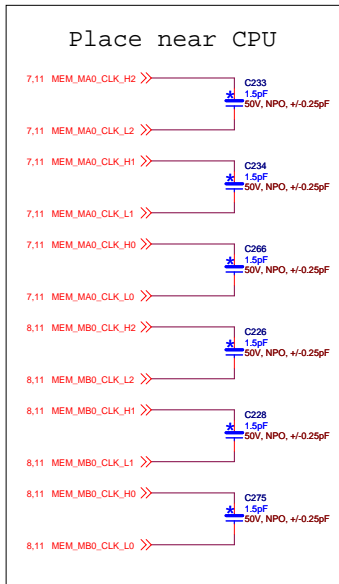 Place near CPU
7,11 MEM_MA0_CLK_H2
C233
1.5pF
50V, NPO, +/-0.25pF
7,11 MEM_MA0_CLK_L2
7,11 MEM_MA0_CLK_H1
C234
1.5pF
50V, NPO, +/-0.25pF
7,11 MEM_MA0_CLK_L1
7,11 MEM_MA0_CLK_H0
C266
1.5pF
50V, NPO, +/-0.25pF
7,11 MEM_MA0_CLK_L0
8,11 MEM_MB0_CLK_H2
C226
1.5pF
50V, NPO, +/-0.25pF
8,11 MEM_MB0_CLK_L2
8,11 MEM_MB0_CLK_H1
C228
1.5pF
50V, NPO, +/-0.25pF
8,11 MEM_MB0_CLK_L1
8,11 MEM_MB0_CLK_H0
C275
1.5pF
50V, NPO, +/-0.25pF
8,11 MEM_MB0_CLK_L0